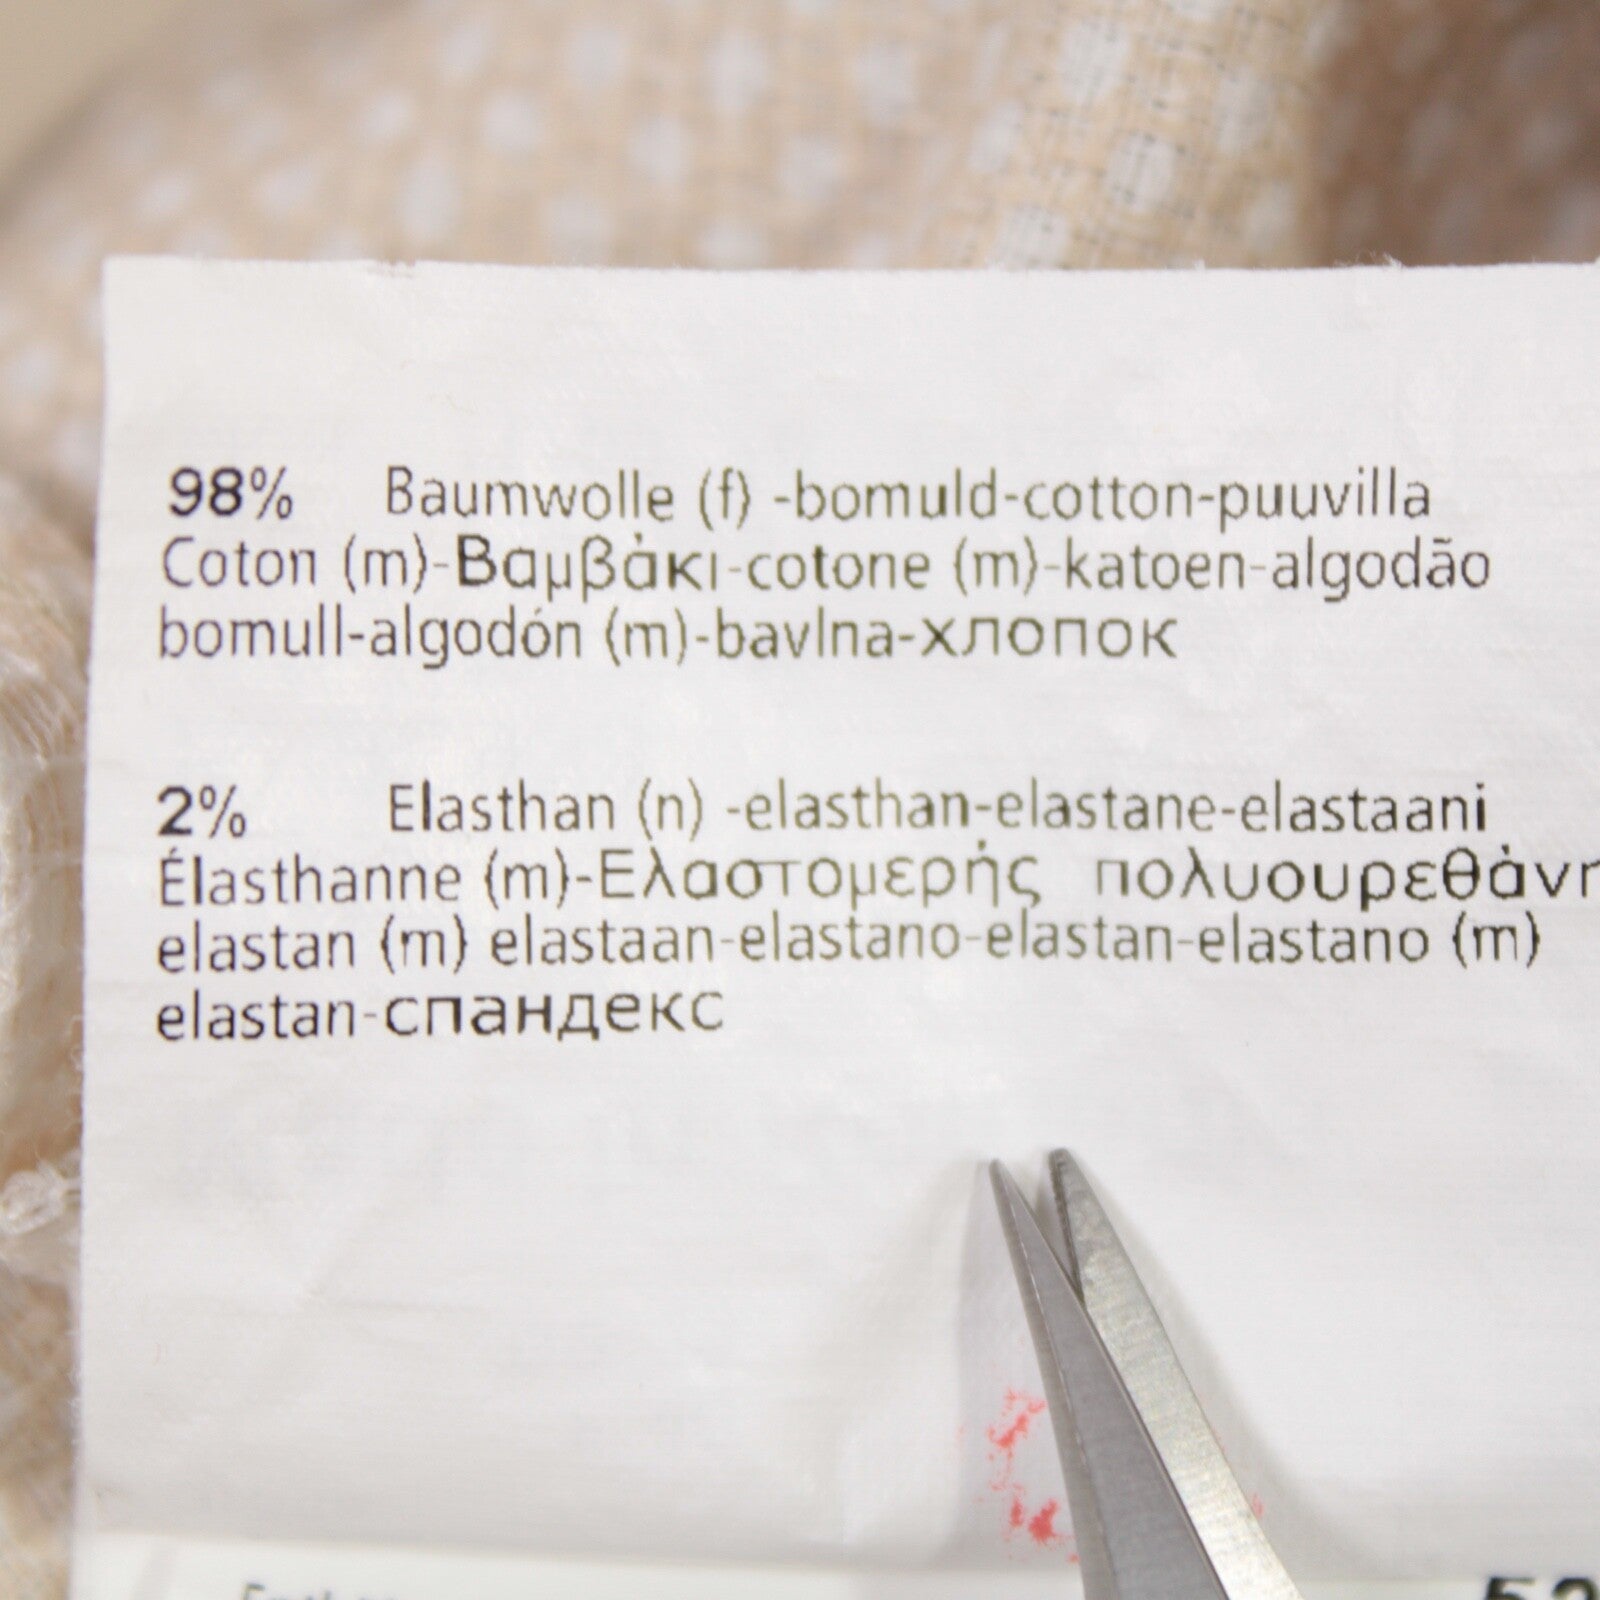 98% Baumwolle (f) -bomuld-cotton-puuvilla
Coton (m)-Βαμβάκι-cotone (m)-katoen-algodão
bomull-algodón (m)-bavlna-хлопок
2% Elasthan (n) -elasthan-elastane-elastaani
Élasthanne (m)-Ελαστομερής πολυουρεθάνη
elastan (m) elastaan-elastano-elastan-elastano (m)
elastan-спандекс